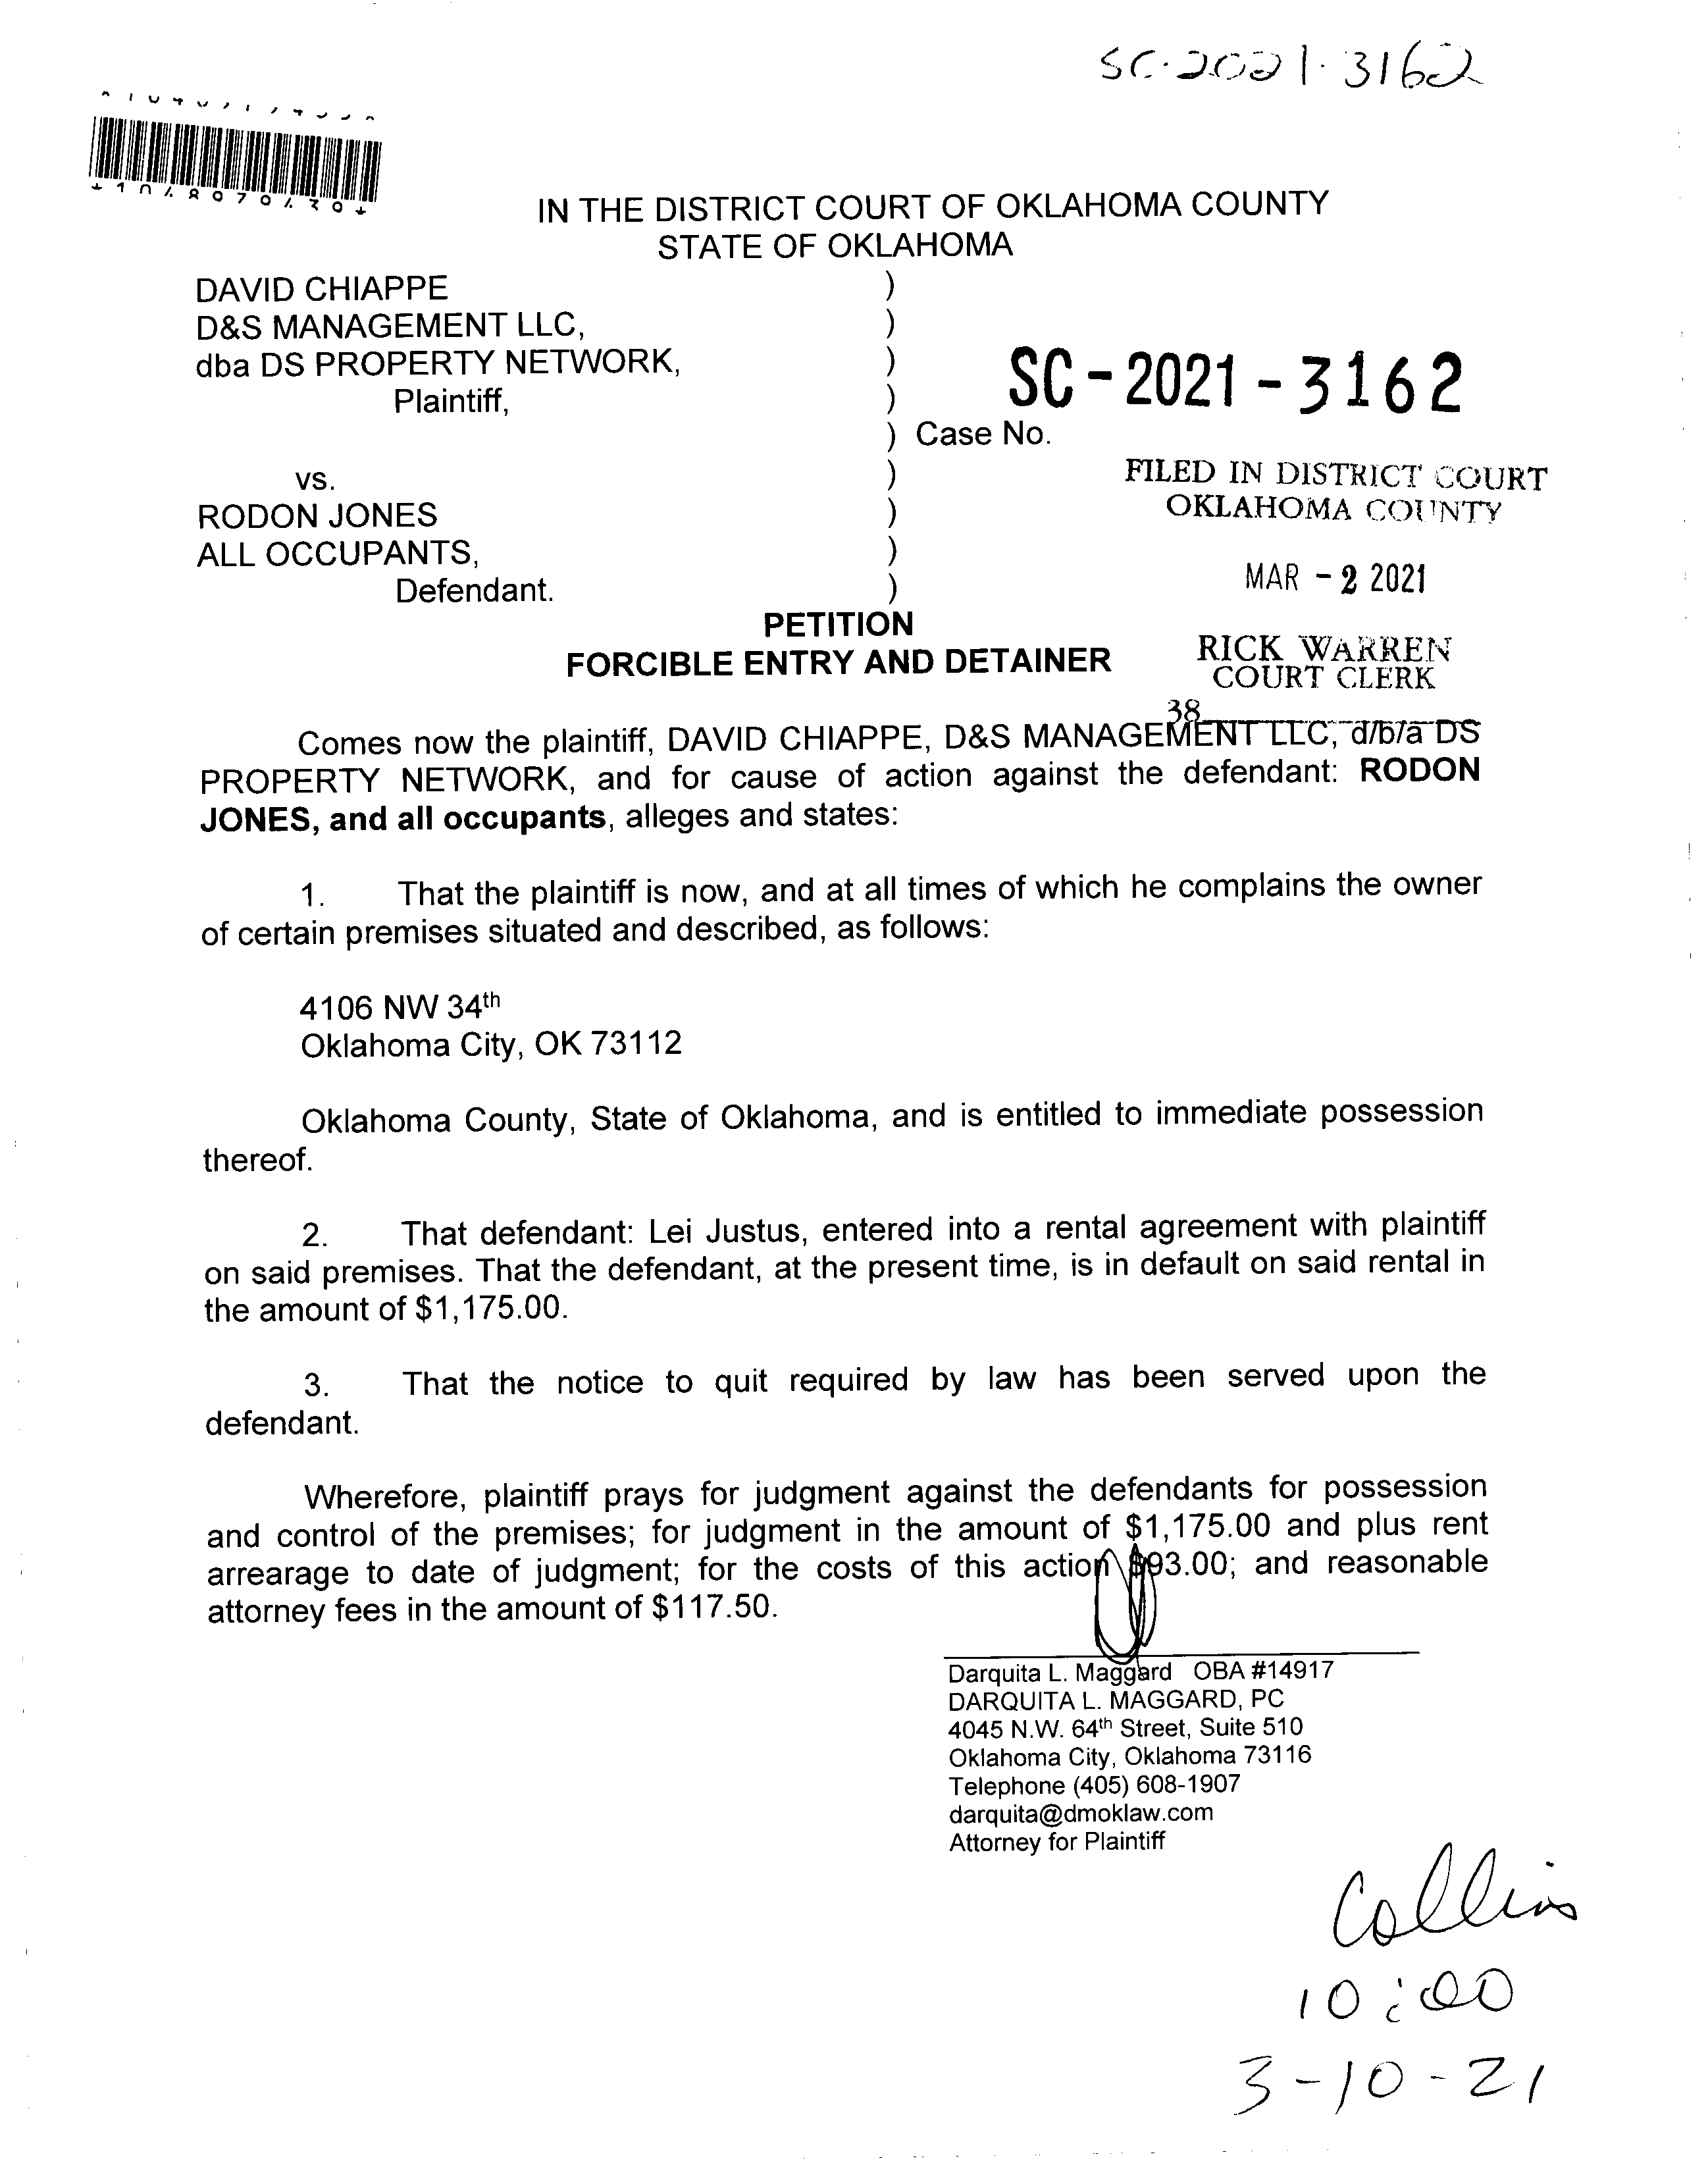 SC-2021-3162
*1048070430*
IN THE DISTRICT COURT OF OKLAHOMA COUNTY
STATE OF OKLAHOMA
DAVID CHIAPPE )
D&S MANAGEMENT LLC, )
dba DS PROPERTY NETWORK, )
Plaintiff, )
SC-2021-3162
) Case No.
vs. )
FILED IN DISTRICT COURT
RODON JONES )
OKLAHOMA COUNTY
ALL OCCUPANTS, )
MAR - 2 2021
Defendant. )
PETITION
FORCIBLE ENTRY AND DETAINER
RICK WARREN
COURT CLERK
38
Comes now the plaintiff, DAVID CHIAPPE, D&S MANAGEMENT LLC, d/b/a DS
PROPERTY NETWORK, and for cause of action against the defendant: RODON
JONES, and all occupants, alleges and states:
1. That the plaintiff is now, and at all times of which he complains the owner
of certain premises situated and described, as follows:
4106 NW 34th
Oklahoma City, OK 73112
Oklahoma County, State of Oklahoma, and is entitled to immediate possession
thereof.
2. That defendant: Lei Justus, entered into a rental agreement with plaintiff
on said premises. That the defendant, at the present time, is in default on said rental in
the amount of $1,175.00.
3. That the notice to quit required by law has been served upon the
defendant.
Wherefore, plaintiff prays for judgment against the defendants for possession
and control of the premises; for judgment in the amount of $1,175.00 and plus rent
arrearage to date of judgment; for the costs of this action $93.00; and reasonable
attorney fees in the amount of $117.50.
Darquita L. Maggard OBA #14917
DARQUITA L. MAGGARD, PC
4045 N.W. 64th Street, Suite 510
Oklahoma City, Oklahoma 73116
Telephone (405) 608-1907
darquita@dmoklaw.com
Attorney for Plaintiff
Collins
10:00
3-10-21